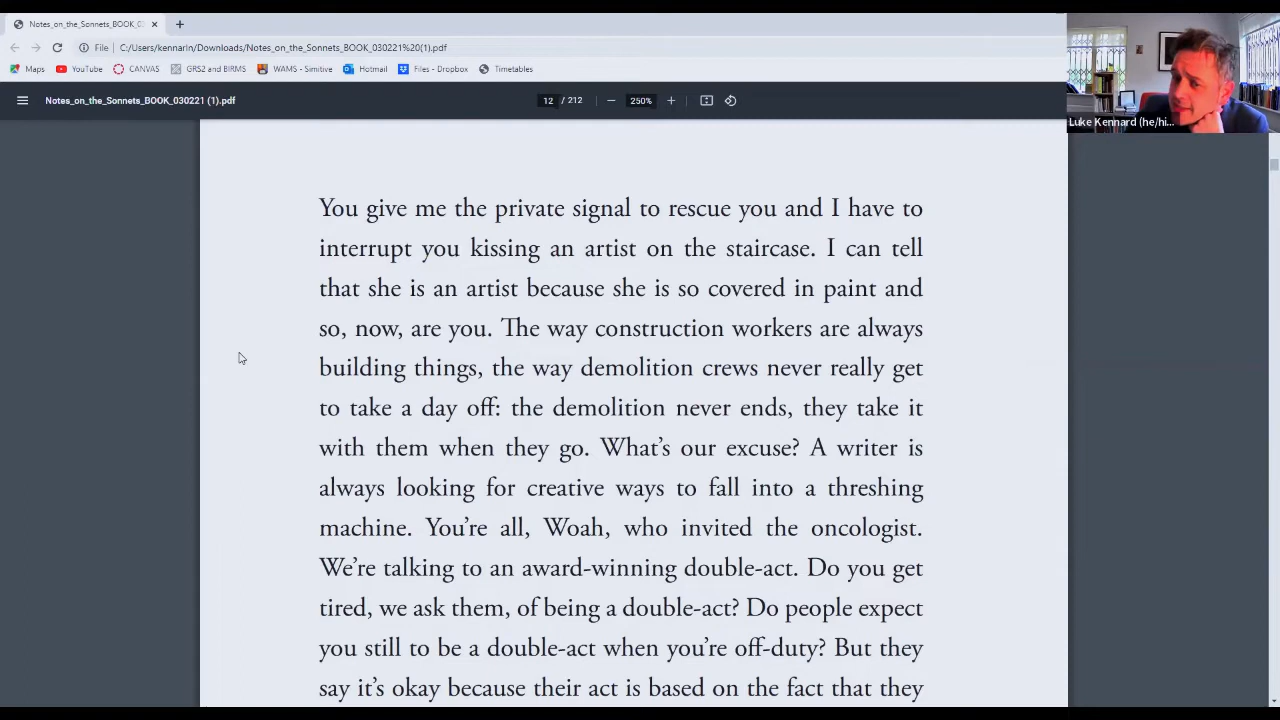 Notes_on_the_Sonnets_BOOK_03
File
C:/Users/kennarin/Downloads/Notes_on_the_Sonnets_BOOK_030221%20(1).pdf
Maps YouTube CANVAS GRS2 and BIRMS WAMS - Simitive Hotmail Files - Dropbox Timetables
Notes_on_the_Sonnets_BOOK_030221 (1).pdf 12 / 212 250%
Luke Kennard (he/hi...
You give me the private signal to rescue you and I have to
interrupt you kissing an artist on the staircase. I can tell
that she is an artist because she is so covered in paint and
so, now, are you. The way construction workers are always
building things, the way demolition crews never really get
to take a day off: the demolition never ends, they take it
with them when they go. What’s our excuse? A writer is
always looking for creative ways to fall into a threshing
machine. You’re all, Woah, who invited the oncologist.
We’re talking to an award-winning double-act. Do you get
tired, we ask them, of being a double-act? Do people expect
you still to be a double-act when you’re off-duty? But they
say it’s okay because their act is based on the fact that they